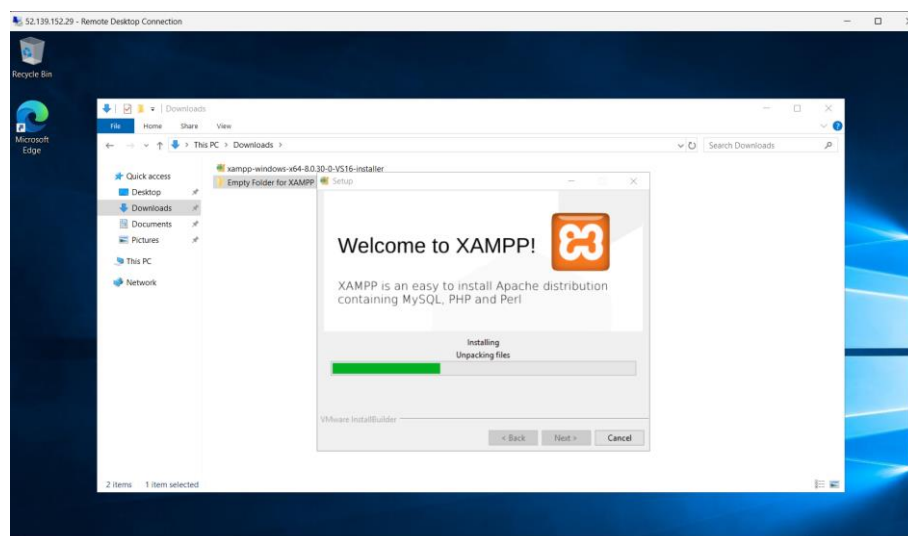 52.139.152.29 - Remote Desktop Connection
Recycle Bin
Microsoft
Edge
Downloads
File Home Share View
This PC > Downloads >
Search Downloads
Quick access
Desktop
Downloads
Documents
Pictures
This PC
Network
xampp-windows-x64-8.0.30-0-VS16-installer
Empty Folder for XAMPP
Setup
Welcome to XAMPP!
XAMPP is an easy to install Apache distribution
containing MySQL, PHP and Perl
Installing
Unpacking files
VMware InstallBuilder
< Back Next > Cancel
2 items 1 item selected